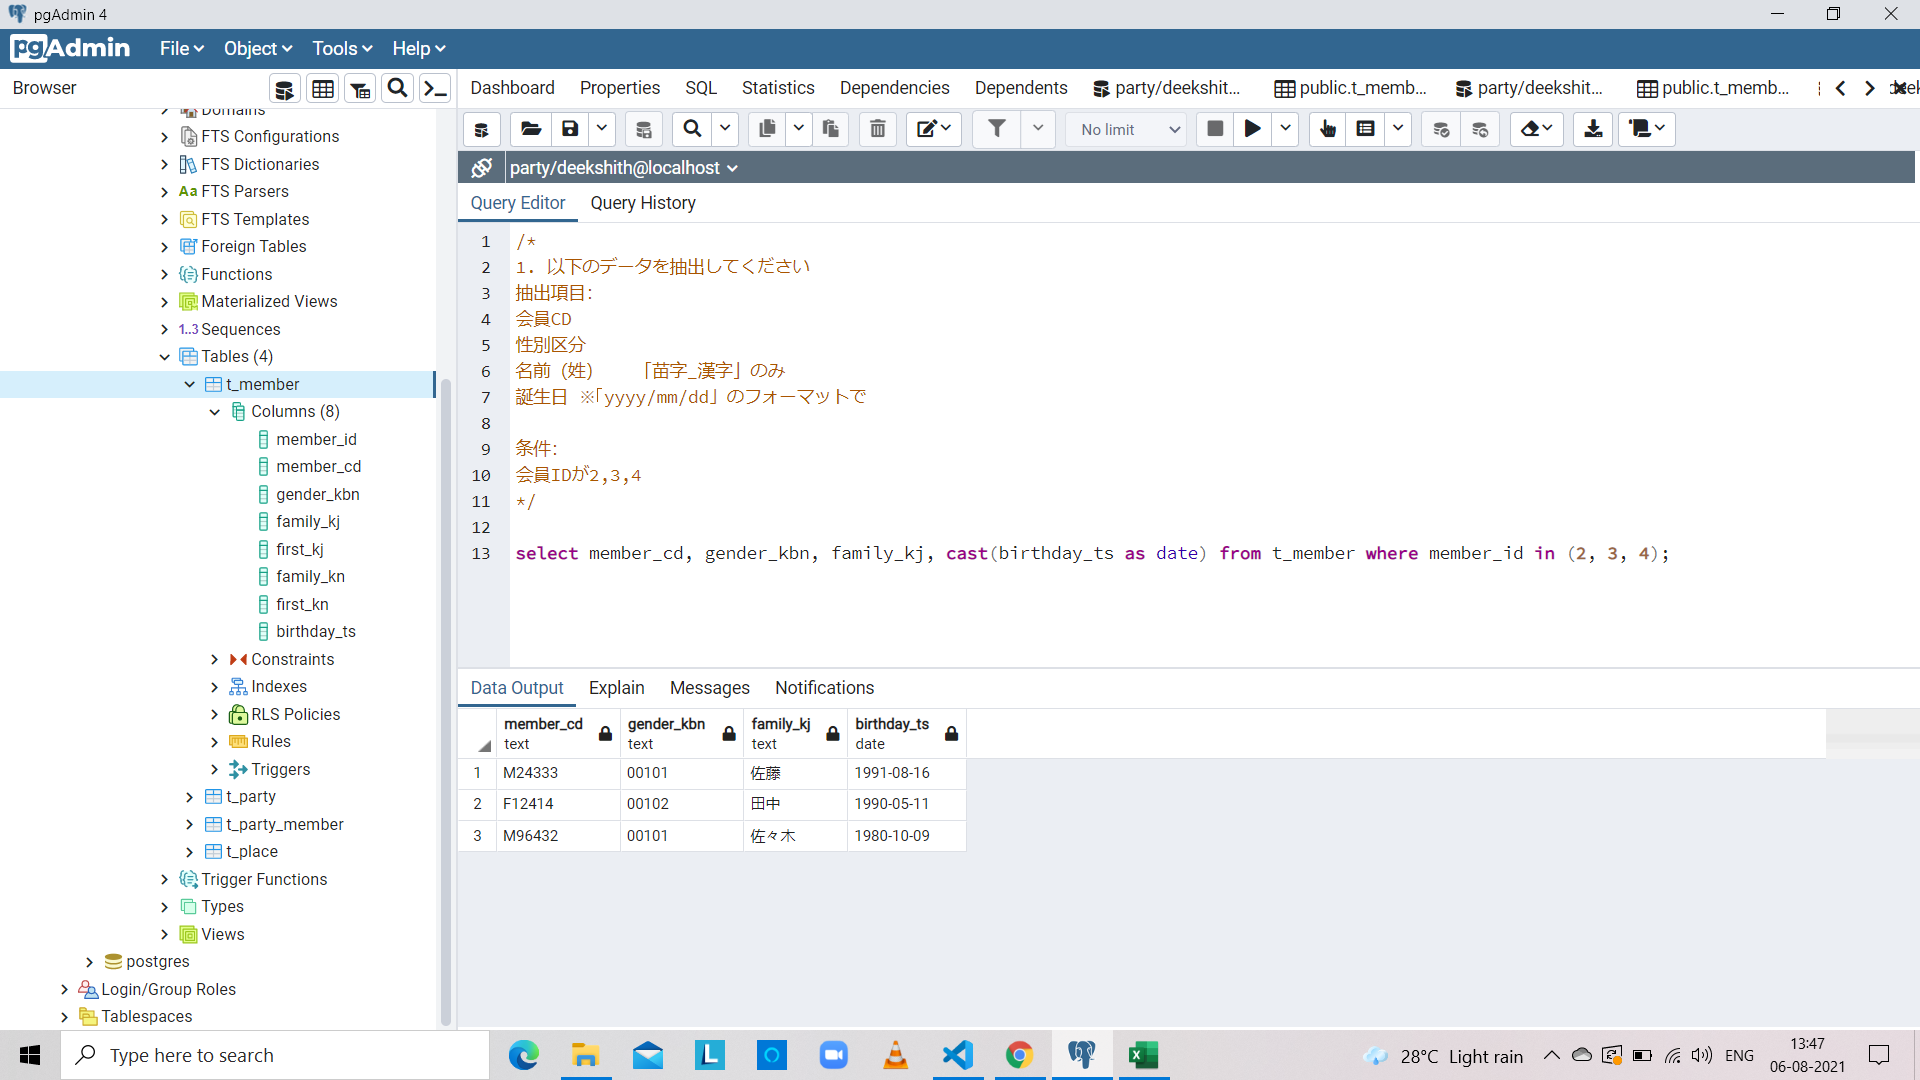 pgAdmin 4
pgAdmin File Object Tools Help
Browser
Dashboard Properties SQL Statistics Dependencies Dependents party/deekshit... public.t_memb... party/deekshit... public.t_memb...
No limit
party/deekshith@localhost
Query Editor Query History
Domains
FTS Configurations
FTS Dictionaries
Aa FTS Parsers
FTS Templates
Foreign Tables
Functions
Materialized Views
1..3 Sequences
Tables (4)
t_member
Columns (8)
member_id
member_cd
gender_kbn
family_kj
first_kj
family_kn
first_kn
birthday_ts
Constraints
Indexes
RLS Policies
Rules
Triggers
t_party
t_party_member
t_place
Trigger Functions
Types
Views
postgres
Login/Group Roles
Tablespaces
1 /*
2 1. 以下のデータを抽出してください
3 抽出項目:
4 会員CD
5 性別区分
6 名前（姓） 「苗字_漢字」のみ
7 誕生日 ※「yyyy/mm/dd」のフォーマットで
8
9 条件:
10 会員IDが2,3,4
11 */
12
13 select member_cd, gender_kbn, family_kj, cast(birthday_ts as date) from t_member where member_id in (2, 3, 4);
Data Output Explain Messages Notifications
member_cd gender_kbn family_kj birthday_ts
text text text date
1 M24333 00101 佐藤 1991-08-16
2 F12414 00102 田中 1990-05-11
3 M96432 00101 佐々木 1980-10-09
Type here to search
28°C Light rain
ENG
13:47
06-08-2021